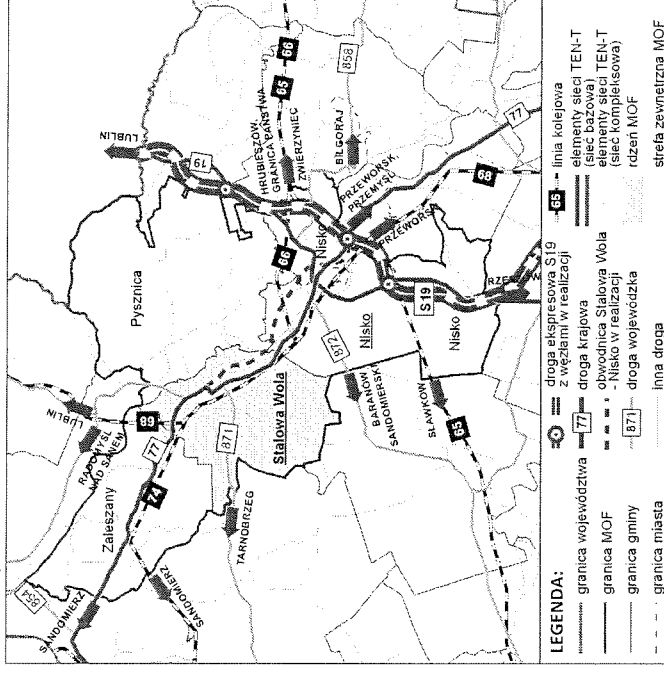 LUBLIN
19
HRUBIESZÓW,
GRANICA PAŃSTWA
ZWIERZYNIEC
65
66
858
BIŁGORAJ
PRZEWORSK,
PRZEMYŚL
77
68
PRZEWORSK
Nisko
66
Pysznica
S19
Nisko
Nisko
872
BARANÓW
SANDOMIERSKI
SŁAWKÓW
65
Stalowa Wola
871
TARNOBRZEG
LUBLIN
RADOMYŚL
NAD SANEM
68
77
74
Zaleszany
854
SANDOMIERZ
SANDOMIERZ
LEGENDA:
granica województwa
granica MOF
granica gminy
granica miasta
droga ekspresowa S19
z węzłami w realizacji
77 droga krajowa
obwodnica Stalowa Wola
- Nisko w realizacji
871 droga wojewódzka
inna droga
66 linia kolejowa
elementy sieci TEN-T
(sieć bazowa)
elementy sieci TEN-T
(sieć kompleksowa)
rdzeń MOF
strefa zewnętrzna MOF